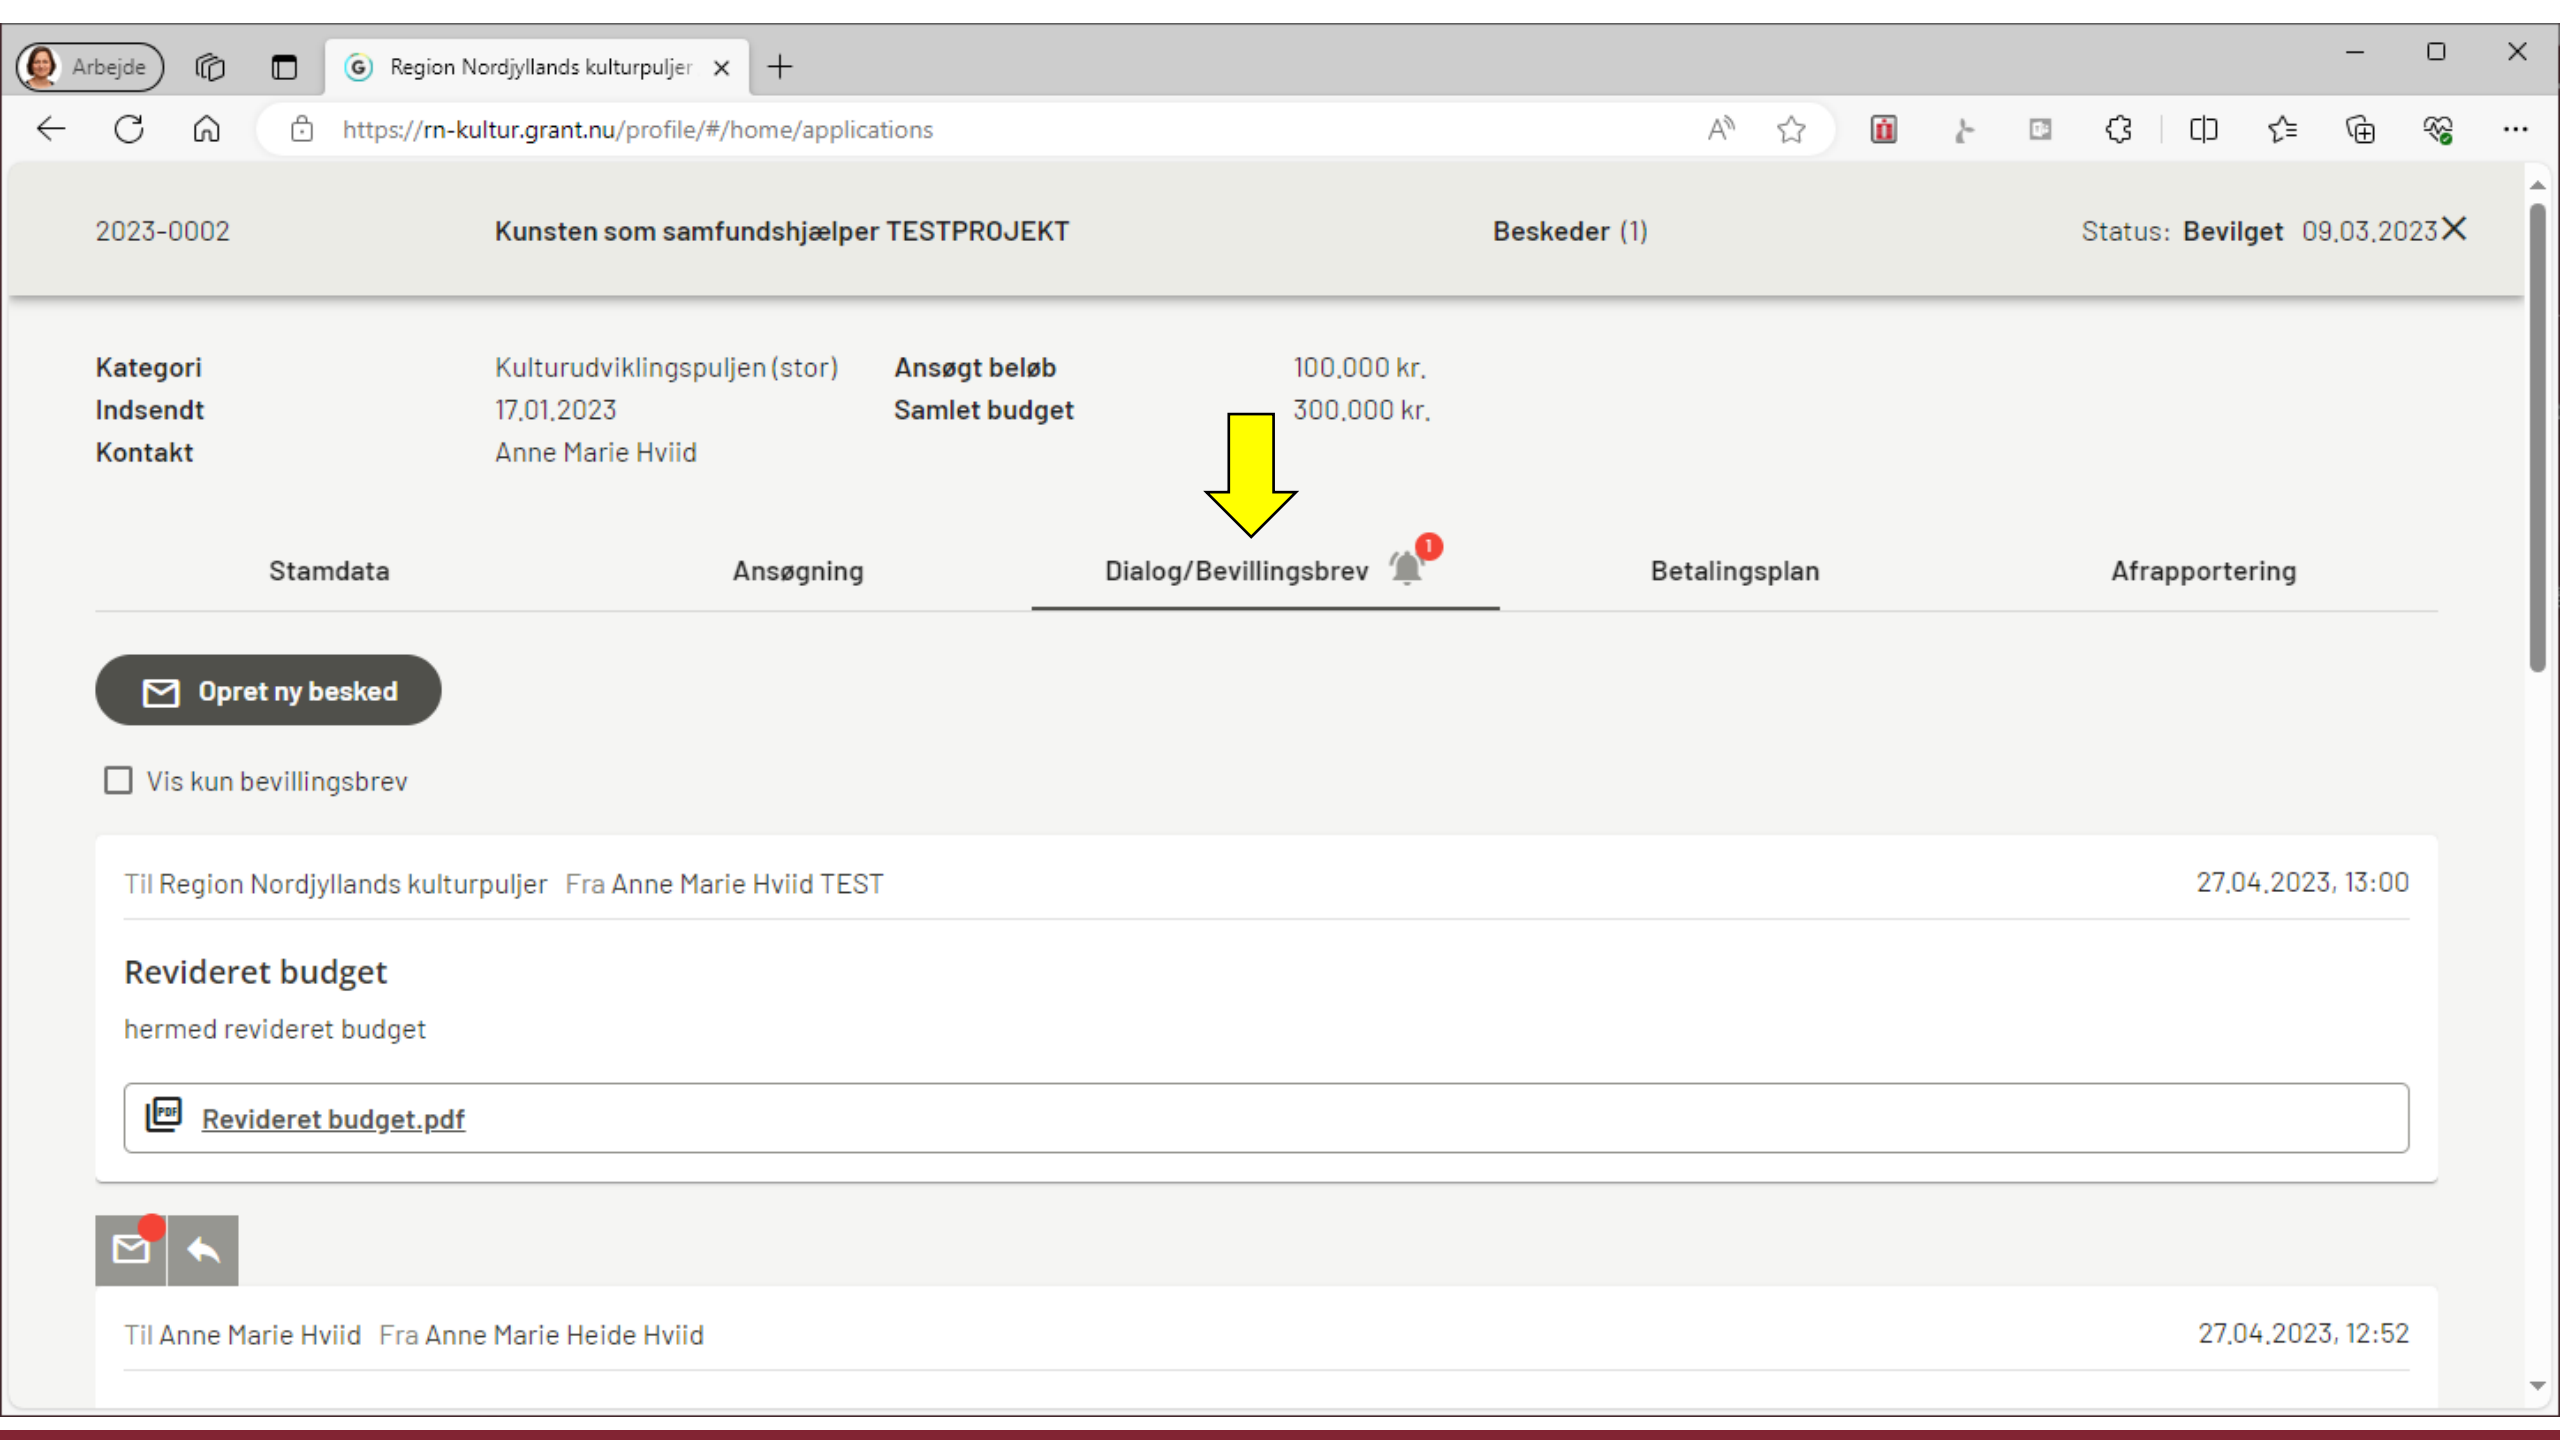 Arbejde
Region Nordjyllands kulturpuljer
https://rn-kultur.grant.nu/profile/#/home/applications
2023-0002 Kunsten som samfundshjælper TESTPROJEKT Beskeder (1) Status: Bevilget 09.03.2023
Kategori Kulturudviklingspuljen (stor) Ansøgt beløb 100.000 kr.
Indsendt 17.01.2023 Samlet budget 300.000 kr.
Kontakt Anne Marie Hviid
Stamdata Ansøgning Dialog/Bevillingsbrev 1 Betalingsplan Afrapportering
Opret ny besked
Vis kun bevillingsbrev
Til Region Nordjyllands kulturpuljer Fra Anne Marie Hviid TEST 27.04.2023, 13:00
Revideret budget
hermed revideret budget
PDF Revideret budget.pdf
Til Anne Marie Hviid Fra Anne Marie Heide Hviid 27.04.2023, 12:52